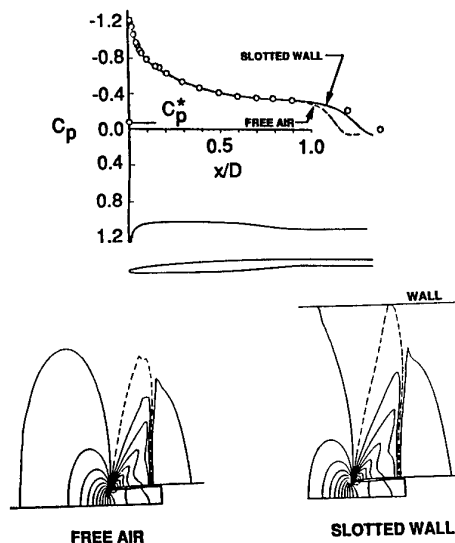 -1.2
-0.8
SLOTTED WALL
-0.4
Cp*
FREE AIR
Cp 0.0
0.5 1.0
x/D
0.4
0.8
1.2
WALL
FREE AIR
SLOTTED WALL